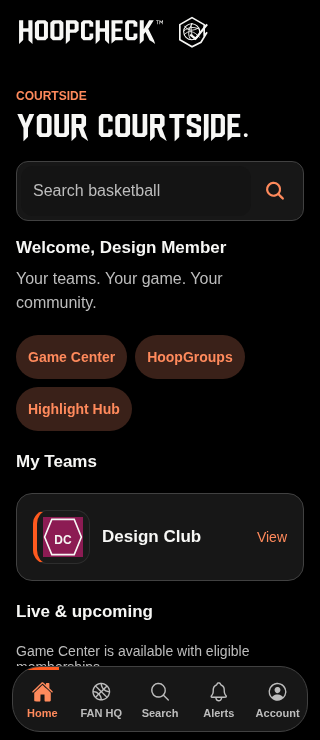 HOOPCHECK™
COURTSIDE
YOUR COURTSIDE.
Search basketball
Welcome, Design Member
Your teams. Your game. Your
community.
Game Center
HoopGroups
Highlight Hub
My Teams
DC
Design Club
View
Live & upcoming
Game Center is available with eligible
memberships
Home
FAN HQ
Search
Alerts
Account